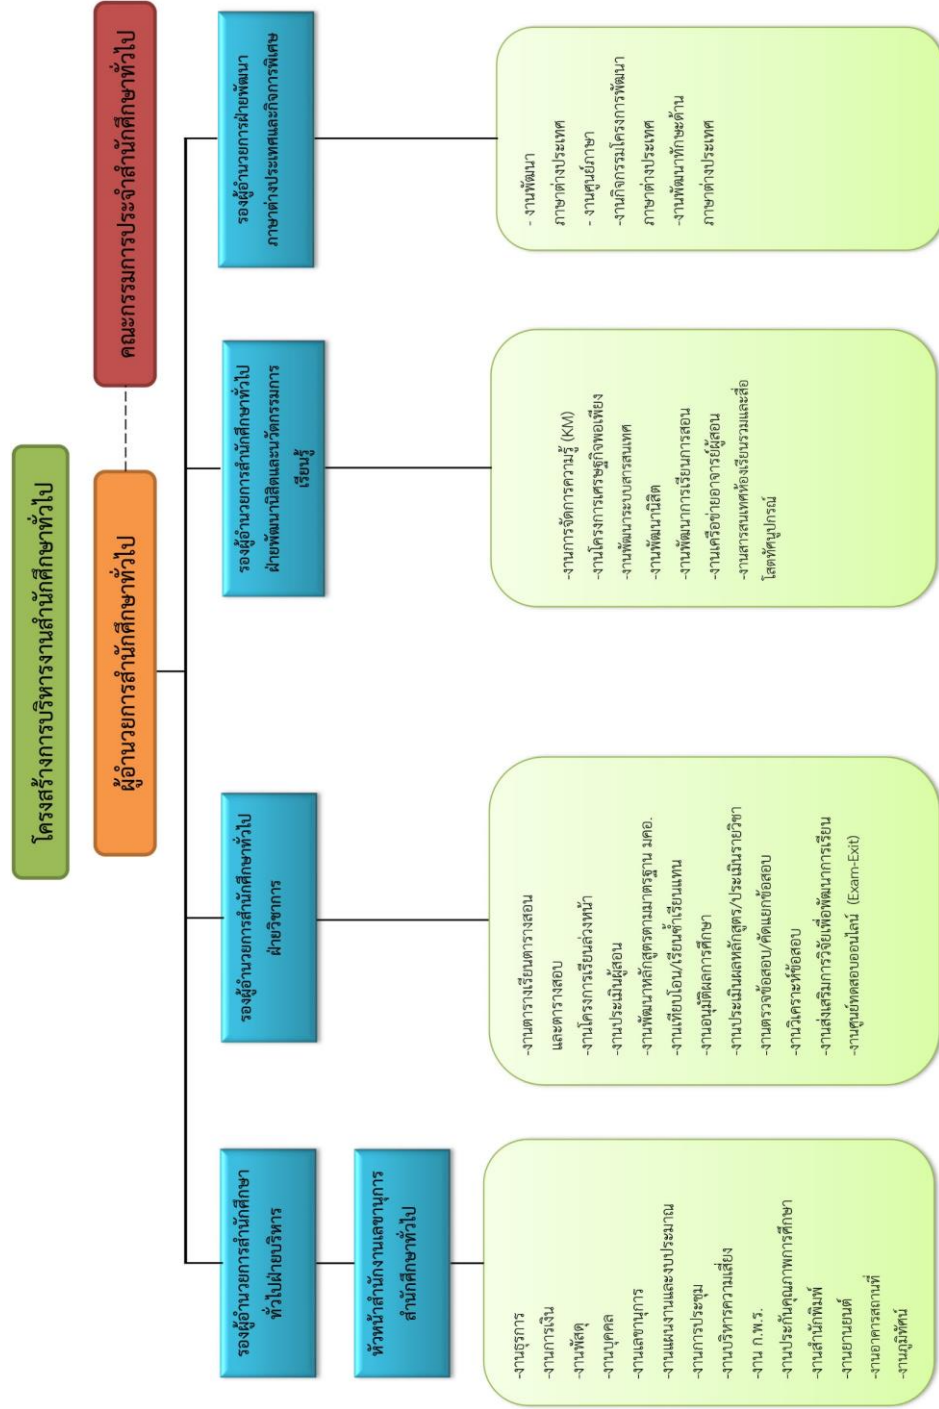 โครงสร้างการบริหารงานสำนักศึกษาทั่วไป
ผู้อำนวยการสำนักศึกษาทั่วไป
คณะกรรมการประจำสำนักศึกษาทั่วไป
รองผู้อำนวยการสำนักศึกษา
ทั่วไปฝ่ายบริหาร
หัวหน้าสำนักงานเลขานุการ
สำนักศึกษาทั่วไป
-งานธุรการ
-งานการเงิน
-งานพัสดุ
-งานบุคคล
-งานเลขานุการ
-งานแผนงานและงบประมาณ
-งานการประชุม
-งานบริหารความเสี่ยง
-งาน ก.พ.ร.
-งานประกันคุณภาพการศึกษา
-งานสำนักพิมพ์
-งานยานยนต์
-งานอาคารสถานที่
-งานภูมิทัศน์
รองผู้อำนวยการสำนักศึกษาทั่วไป
ฝ่ายวิชาการ
-งานตารางเรียนตารางสอน
และตารางสอบ
-งานโครงการเรียนล่วงหน้า
-งานประเมินผู้สอน
-งานพัฒนาหลักสูตรตามมาตรฐาน มคอ.
-งานเทียบโอน/เรียนซ้ำเรียนแทน
-งานอนุมัติผลการศึกษา
-งานประเมินผลหลักสูตร/ประเมินรายวิชา
-งานตรวจข้อสอบ/คัดแยกข้อสอบ
-งานวิเคราะห์ข้อสอบ
-งานส่งเสริมการวิจัยเพื่อพัฒนาการเรียน
-งานศูนย์ทดสอบออนไลน์ (Exam-Exit)
รองผู้อำนวยการสำนักศึกษาทั่วไป
ฝ่ายพัฒนานิสิตและนวัตกรรมการ
เรียนรู้
-งานการจัดการความรู้ (KM)
-งานโครงการเศรษฐกิจพอเพียง
-งานพัฒนาระบบสารสนเทศ
-งานพัฒนานิสิต
-งานพัฒนาการเรียนการสอน
-งานเครือข่ายอาจารย์ผู้สอน
-งานสารสนเทศห้องเรียนรวมและสื่อ
โสตทัศนูปกรณ์
รองผู้อำนวยการฝ่ายพัฒนา
ภาษาต่างประเทศและกิจการพิเศษ
- งานพัฒนา
ภาษาต่างประเทศ
- งานศูนย์ภาษา
-งานกิจกรรมโครงการพัฒนา
ภาษาต่างประเทศ
-งานพัฒนาทักษะด้าน
ภาษาต่างประเทศ